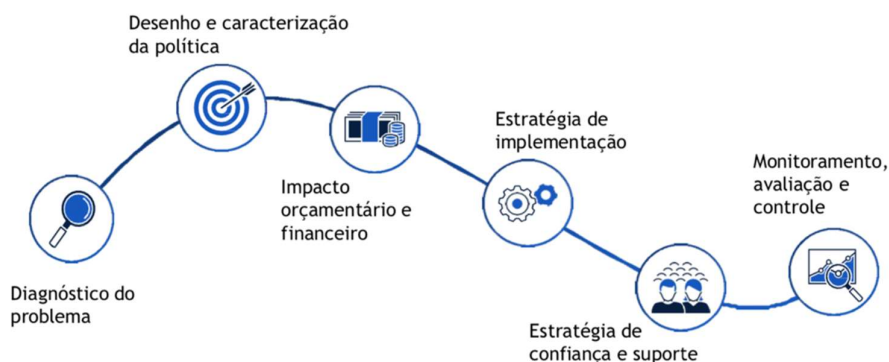 Desenho e caracterização
da política
Estratégia de
implementação
Monitoramento,
avaliação e
controle
Impacto
orçamentário e
financeiro
Diagnóstico do
problema
Estratégia de
confiança e suporte